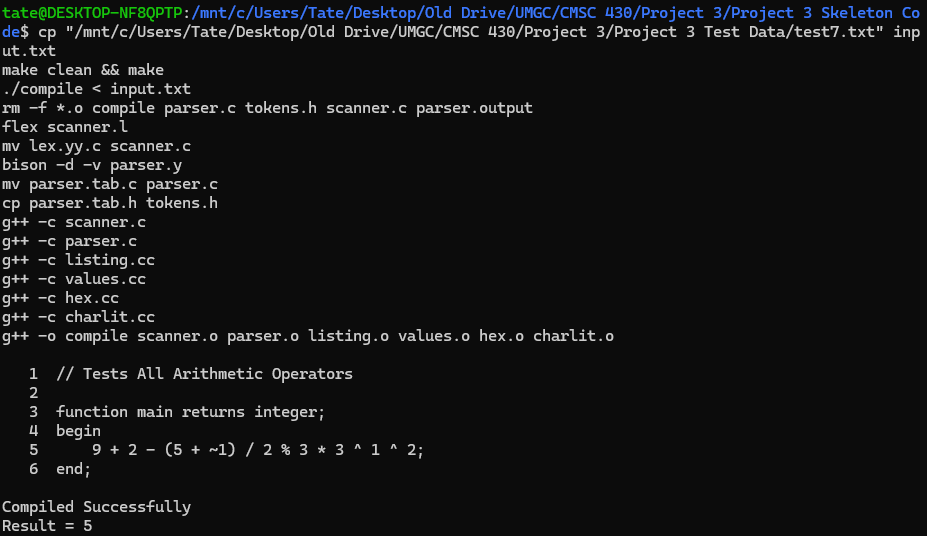 tate@DESKTOP-NF8QPTP:/mnt/c/Users/Tate/Desktop/Old Drive/UMGC/CMSC 430/Project 3/Project 3 Skeleton Co
de$ cp "/mnt/c/Users/Tate/Desktop/Old Drive/UMGC/CMSC 430/Project 3/Project 3 Test Data/test7.txt" inp
ut.txt
make clean && make
./compile < input.txt
rm -f *.o compile parser.c tokens.h scanner.c parser.output
flex scanner.l
mv lex.yy.c scanner.c
bison -d -v parser.y
mv parser.tab.c parser.c
cp parser.tab.h tokens.h
g++ -c scanner.c
g++ -c parser.c
g++ -c listing.cc
g++ -c values.cc
g++ -c hex.cc
g++ -c charlit.cc
g++ -o compile scanner.o parser.o listing.o values.o hex.o charlit.o
   1  // Tests All Arithmetic Operators
   2
   3  function main returns integer;
   4  begin
   5      9 + 2 - (5 + ~1) / 2 % 3 * 3 ^ 1 ^ 2;
   6  end;
Compiled Successfully
Result = 5